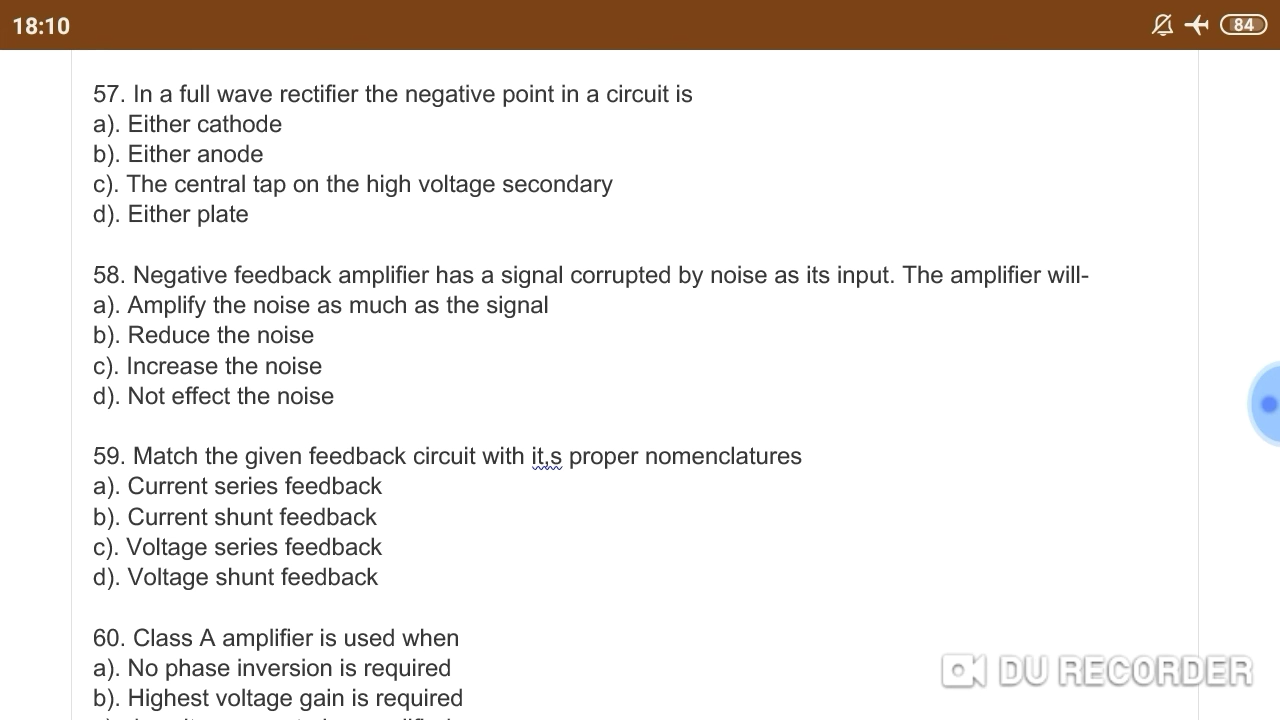 18:10
84
57. In a full wave rectifier the negative point in a circuit is
a). Either cathode
b). Either anode
c). The central tap on the high voltage secondary
d). Either plate
58. Negative feedback amplifier has a signal corrupted by noise as its input. The amplifier will-
a). Amplify the noise as much as the signal
b). Reduce the noise
c). Increase the noise
d). Not effect the noise
59. Match the given feedback circuit with it,s proper nomenclatures
a). Current series feedback
b). Current shunt feedback
c). Voltage series feedback
d). Voltage shunt feedback
60. Class A amplifier is used when
a). No phase inversion is required
b). Highest voltage gain is required
DU RECORDER